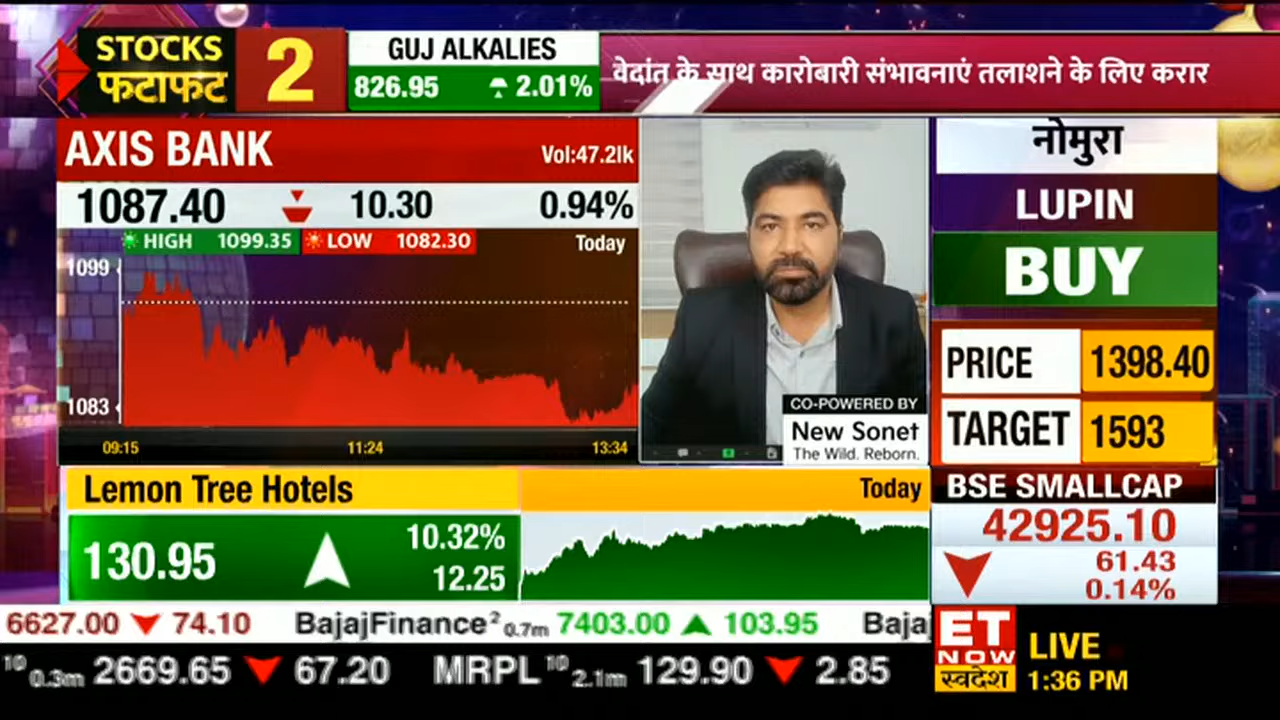 STOCKS
फटाफट
2
GUJ ALKALIES
826.95 2.01%
वेदांत के साथ कारोबारी संभावनाएं तलाशने के लिए करार
AXIS BANK
Vol:47.2lk
1087.40 10.30 0.94%
HIGH 1099.35 LOW 1082.30 Today
1099
1083
09:15 11:24 13:34
CO-POWERED BY
New Sonet
The Wild. Reborn.
नोमुरा
LUPIN
BUY
PRICE 1398.40
TARGET 1593
Lemon Tree Hotels Today
130.95
10.32%
12.25
BSE SMALLCAP
42925.10
61.43
0.14%
6627.00 74.10 BajajFinance² 0.7m 7403.00 103.95 Bajaj
10 0.3m 2669.65 67.20 MRPL 10 2.1m 129.90 2.85
ET
NOW
स्वदेश
LIVE
1:36 PM